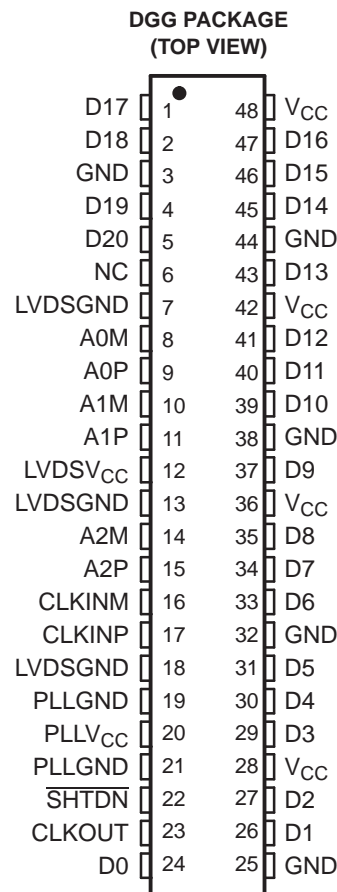 DGG PACKAGE
(TOP VIEW)
D17 1 48 VCC
D18 2 47 D16
GND 3 46 D15
D19 4 45 D14
D20 5 44 GND
NC 6 43 D13
LVDSGND 7 42 VCC
A0M 8 41 D12
A0P 9 40 D11
A1M 10 39 D10
A1P 11 38 GND
LVDSVCC 12 37 D9
LVDSGND 13 36 VCC
A2M 14 35 D8
A2P 15 34 D7
CLKINM 16 33 D6
CLKINP 17 32 GND
LVDSGND 18 31 D5
PLLGND 19 30 D4
PLLVCC 20 29 D3
PLLGND 21 28 VCC
SHTDN 22 27 D2
CLKOUT 23 26 D1
D0 24 25 GND